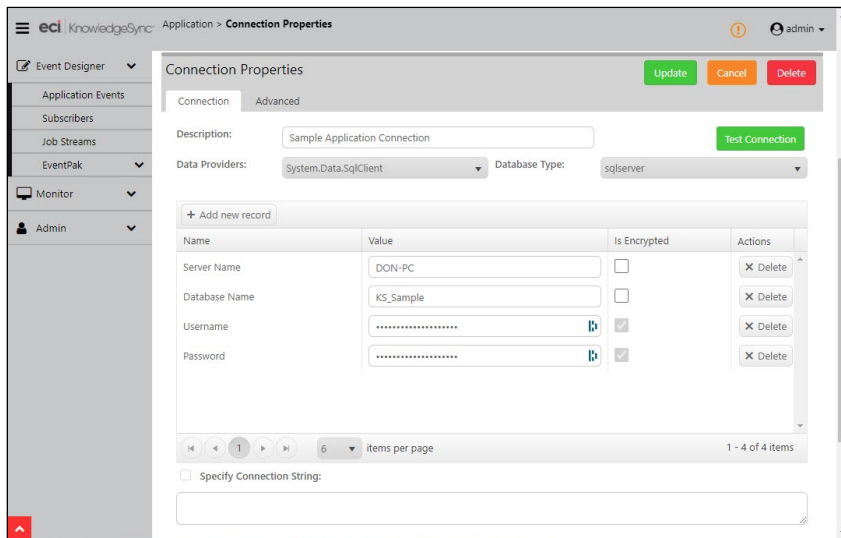 eci KnowledgeSync Application > Connection Properties admin
Event Designer
Application Events
Subscribers
Job Streams
EventPak
Monitor
Admin
Connection Properties Update Cancel Delete
Connection Advanced
Description: Sample Application Connection Test Connection
Data Providers: System.Data.SqlClient Database Type: sqlserver
+ Add new record
Name Value Is Encrypted Actions
Server Name DON-PC X Delete
Database Name KS_Sample X Delete
Username •••••••••••••••••••• X Delete
Password •••••••••••••••••••• X Delete
1 6 items per page 1 - 4 of 4 items
Specify Connection String: